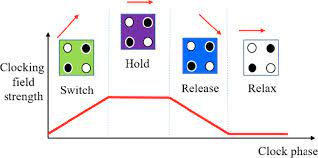 Clocking
field
strength
Switch
Hold
Release
Relax
Clock phase